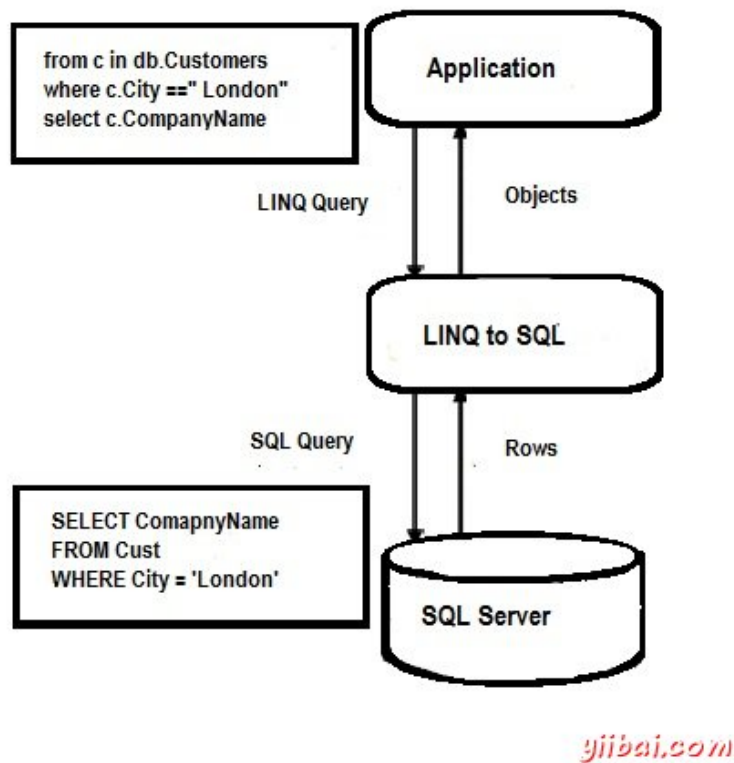 from c in db.Customers
where c.City ==" London"
select c.CompanyName
Application
LINQ Query
Objects
LINQ to SQL
SQL Query
Rows
SELECT ComapnyName
FROM Cust
WHERE City = 'London'
SQL Server
yiibai.com